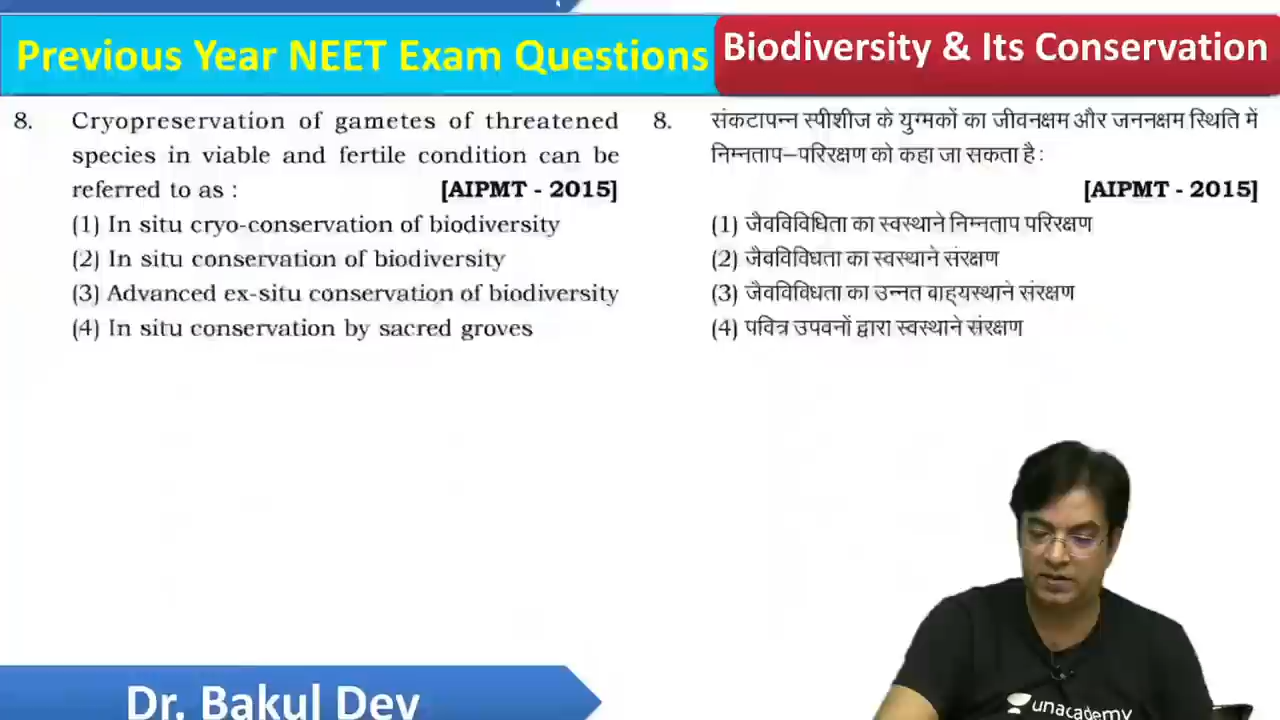 Previous Year NEET Exam Questions
Biodiversity & Its Conservation
8. Cryopreservation of gametes of threatened
species in viable and fertile condition can be
referred to as : [AIPMT - 2015]
(1) In situ cryo-conservation of biodiversity
(2) In situ conservation of biodiversity
(3) Advanced ex-situ conservation of biodiversity
(4) In situ conservation by sacred groves
8. संकटापन्न स्पीशीज के युग्मकों का जीवनक्षम और जननक्षम स्थिति में
निम्नताप–परिरक्षण को कहा जा सकता है :
[AIPMT - 2015]
(1) जैवविविधिता का स्वस्थाने निम्नताप परिरक्षण
(2) जैवविविधता का स्वस्थाने संरक्षण
(3) जैवविविधता का उन्नत वाह्यस्थाने संरक्षण
(4) पवित्र उपवनों द्वारा स्वस्थाने संरक्षण
Dr. Bakul Dev
unacademy